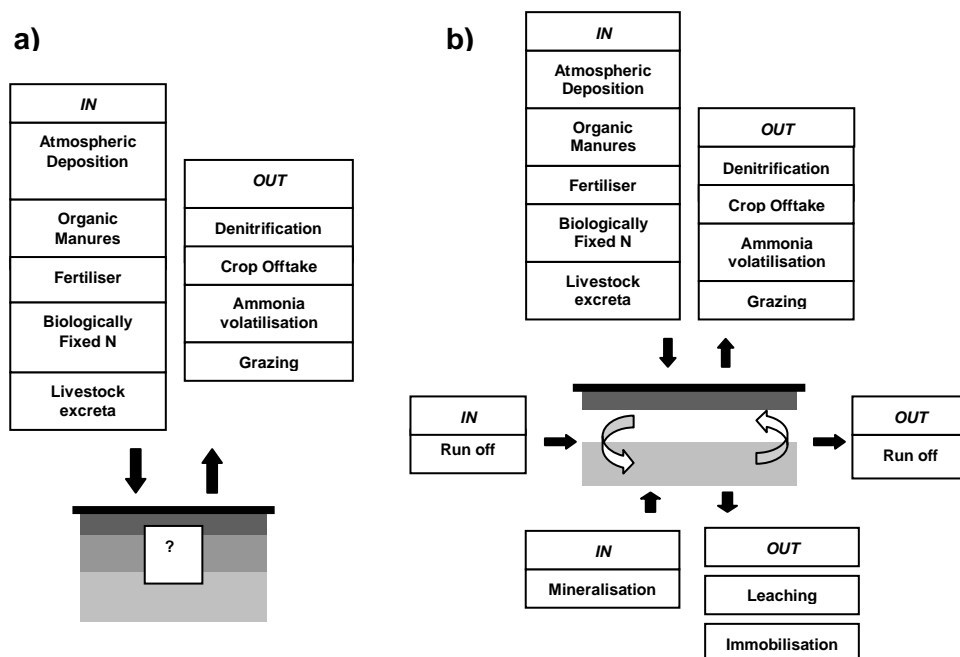 a)
IN
Atmospheric
Deposition
Organic
Manures
Fertiliser
Biologically
Fixed N
Livestock
excreta
OUT
Denitrification
Crop Offtake
Ammonia
volatilisation
Grazing
?
b)
IN
Atmospheric
Deposition
Organic
Manures
Fertiliser
Biologically
Fixed N
Livestock
excreta
OUT
Denitrification
Crop Offtake
Ammonia
volatilisation
Grazing
IN
Run off
OUT
Run off
IN
Mineralisation
OUT
Leaching
Immobilisation